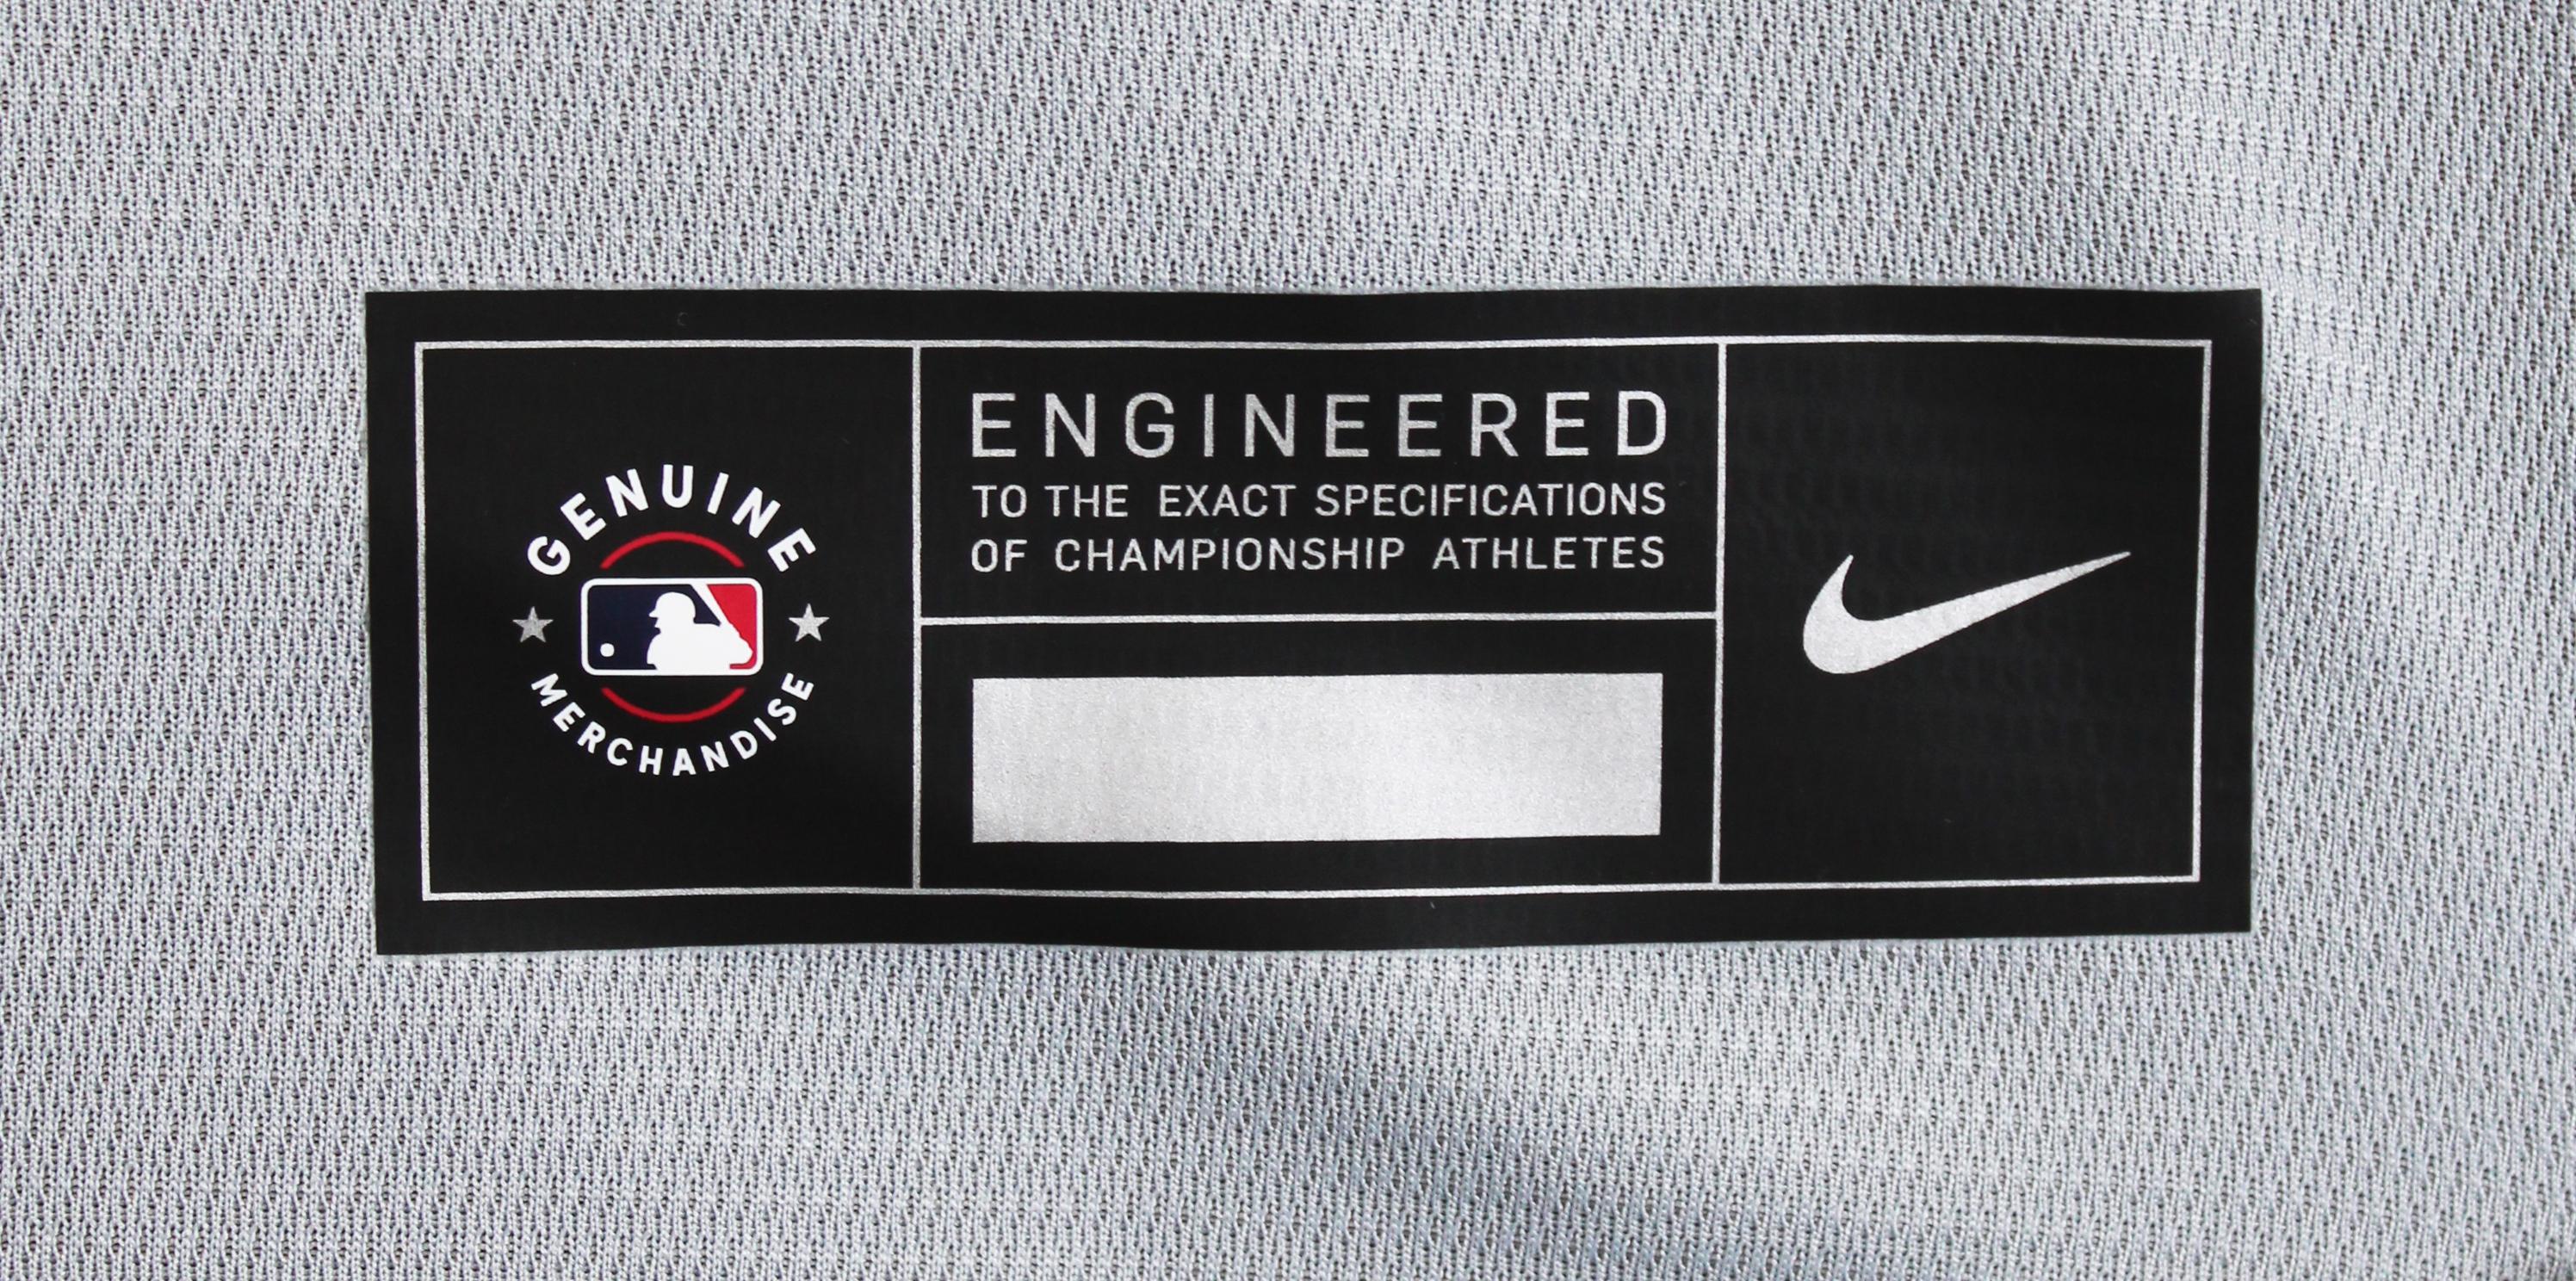 GENUINE
MERCHANDISE
ENGINEERED
TO THE EXACT SPECIFICATIONS
OF CHAMPIONSHIP ATHLETES